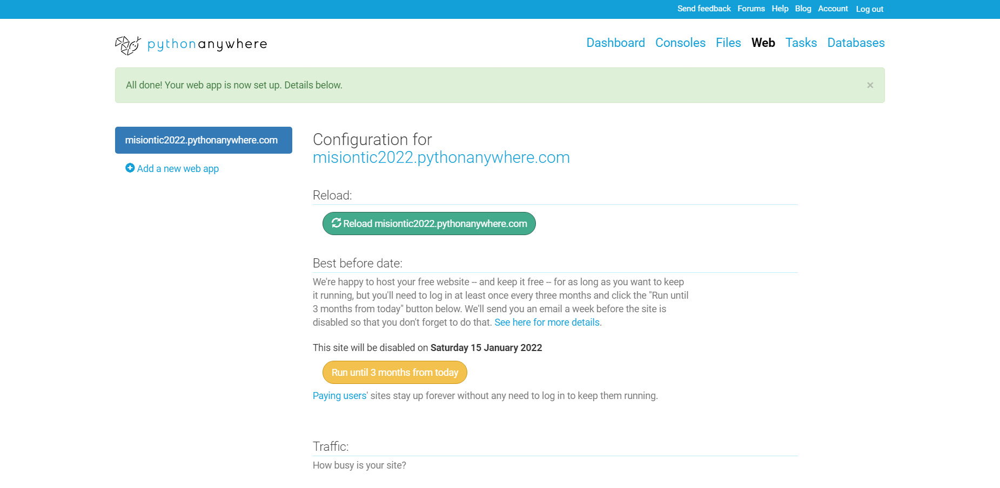 Send feedback Forums Help Blog Account Log out
pythonanywhere
Dashboard Consoles Files Web Tasks Databases
All done! Your web app is now set up. Details below.
×
misiontic2022.pythonanywhere.com
Add a new web app
Configuration for
misiontic2022.pythonanywhere.com
Reload:
Reload misiontic2022.pythonanywhere.com
Best before date:
We're happy to host your free website -- and keep it free -- for as long as you want to keep
it running, but you'll need to log in at least once every three months and click the "Run until
3 months from today" button below. We'll send you an email a week before the site is
disabled so that you don't forget to do that. See here for more details.
This site will be disabled on Saturday 15 January 2022
Run until 3 months from today
Paying users' sites stay up forever without any need to log in to keep them running.
Traffic:
How busy is your site?